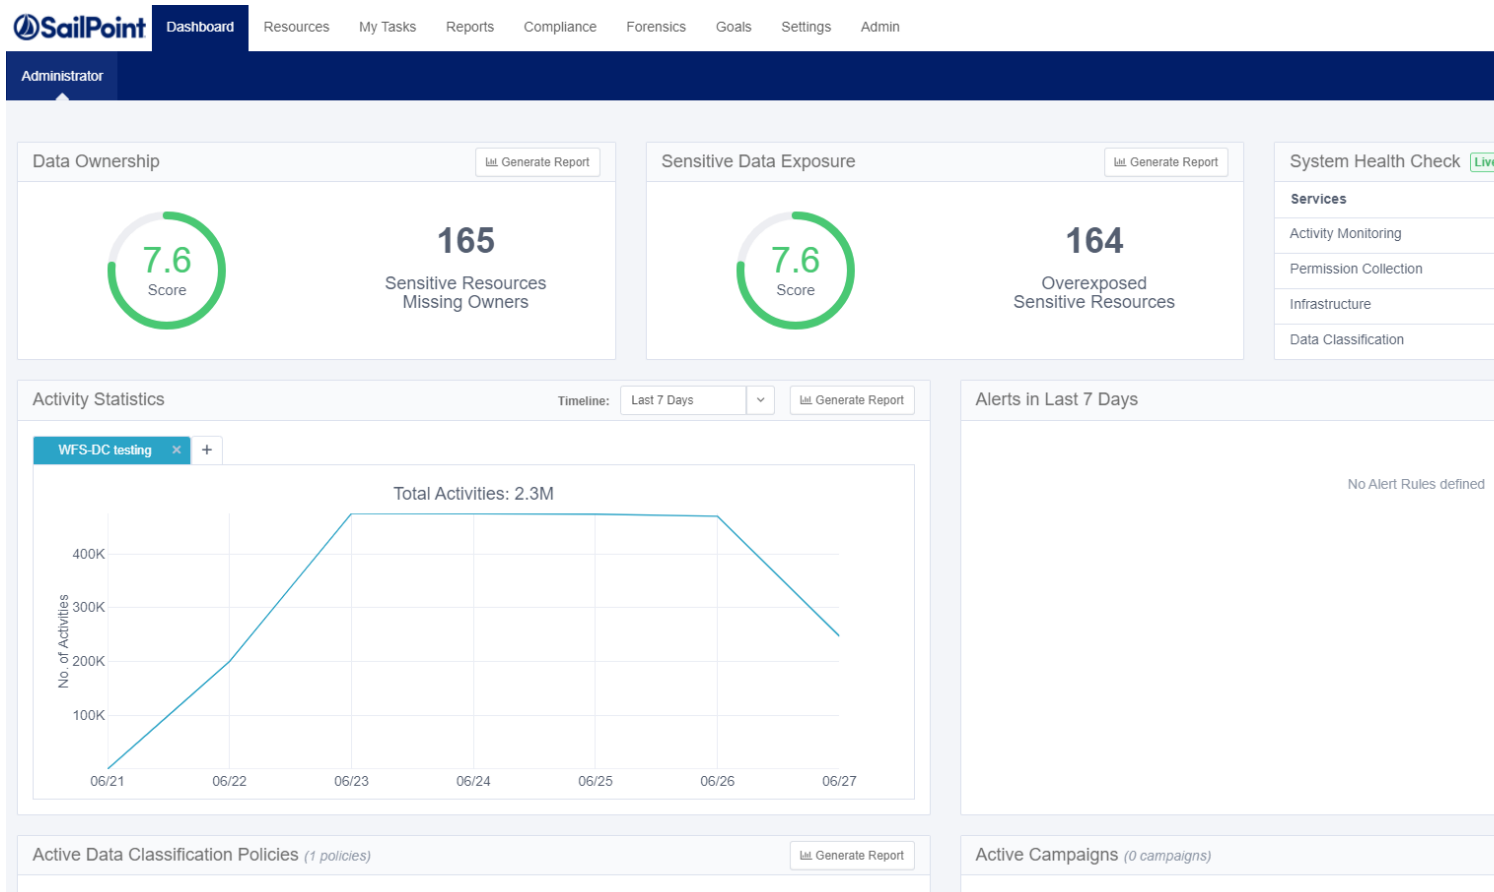 SailPoint
Dashboard Resources My Tasks Reports Compliance Forensics Goals Settings Admin
Administrator
Data Ownership
Generate Report
7.6
Score
165
Sensitive Resources
Missing Owners
Sensitive Data Exposure
Generate Report
7.6
Score
164
Overexposed
Sensitive Resources
System Health Check
Services
Activity Monitoring
Permission Collection
Infrastructure
Data Classification
Activity Statistics
Timeline: Last 7 Days
Generate Report
WFS-DC testing × +
Total Activities: 2.3M
No. of Activities
400K
300K
200K
100K
06/21 06/22 06/23 06/24 06/25 06/26 06/27
Alerts in Last 7 Days
No Alert Rules defined
Active Data Classification Policies (1 policies)
Generate Report
Active Campaigns (0 campaigns)